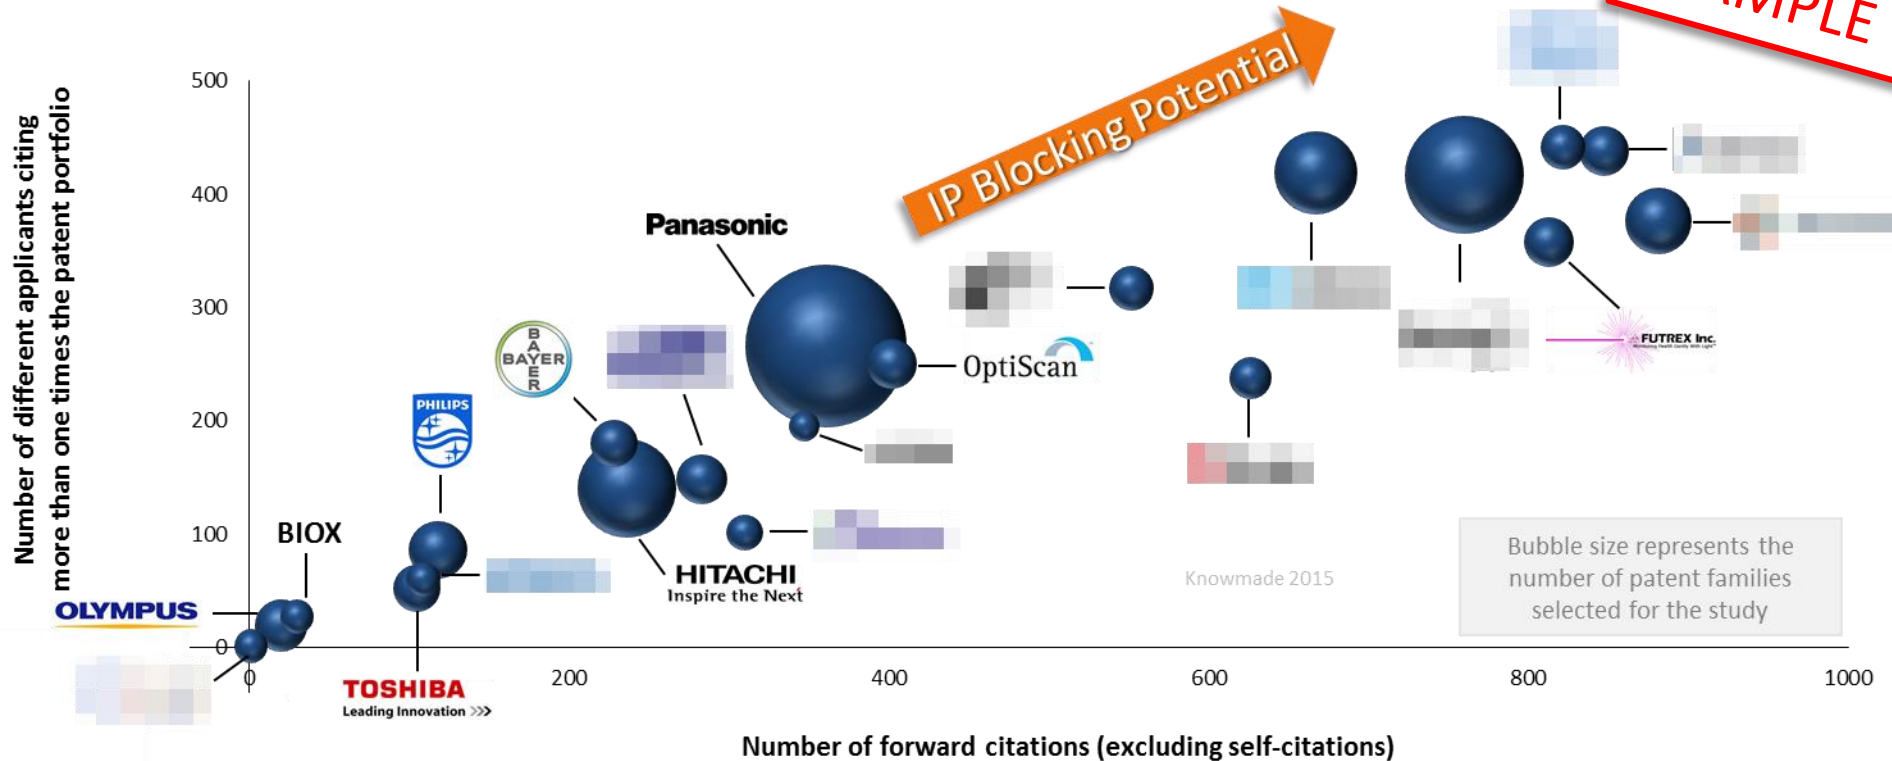 AMPLE
Number of different applicants citing
more than one times the patent portfolio
500
400
300
200
100
0
IP Blocking Potential
Panasonic
BAYER
BAYER
PHILIPS
OptiScan
FUTREX Inc.
BIOX
HITACHI
Inspire the Next
OLYMPUS
TOSHIBA
Leading Innovation >>>
Knowmade 2015
Bubble size represents the
number of patent families
selected for the study
0
200
400
600
800
1000
Number of forward citations (excluding self-citations)